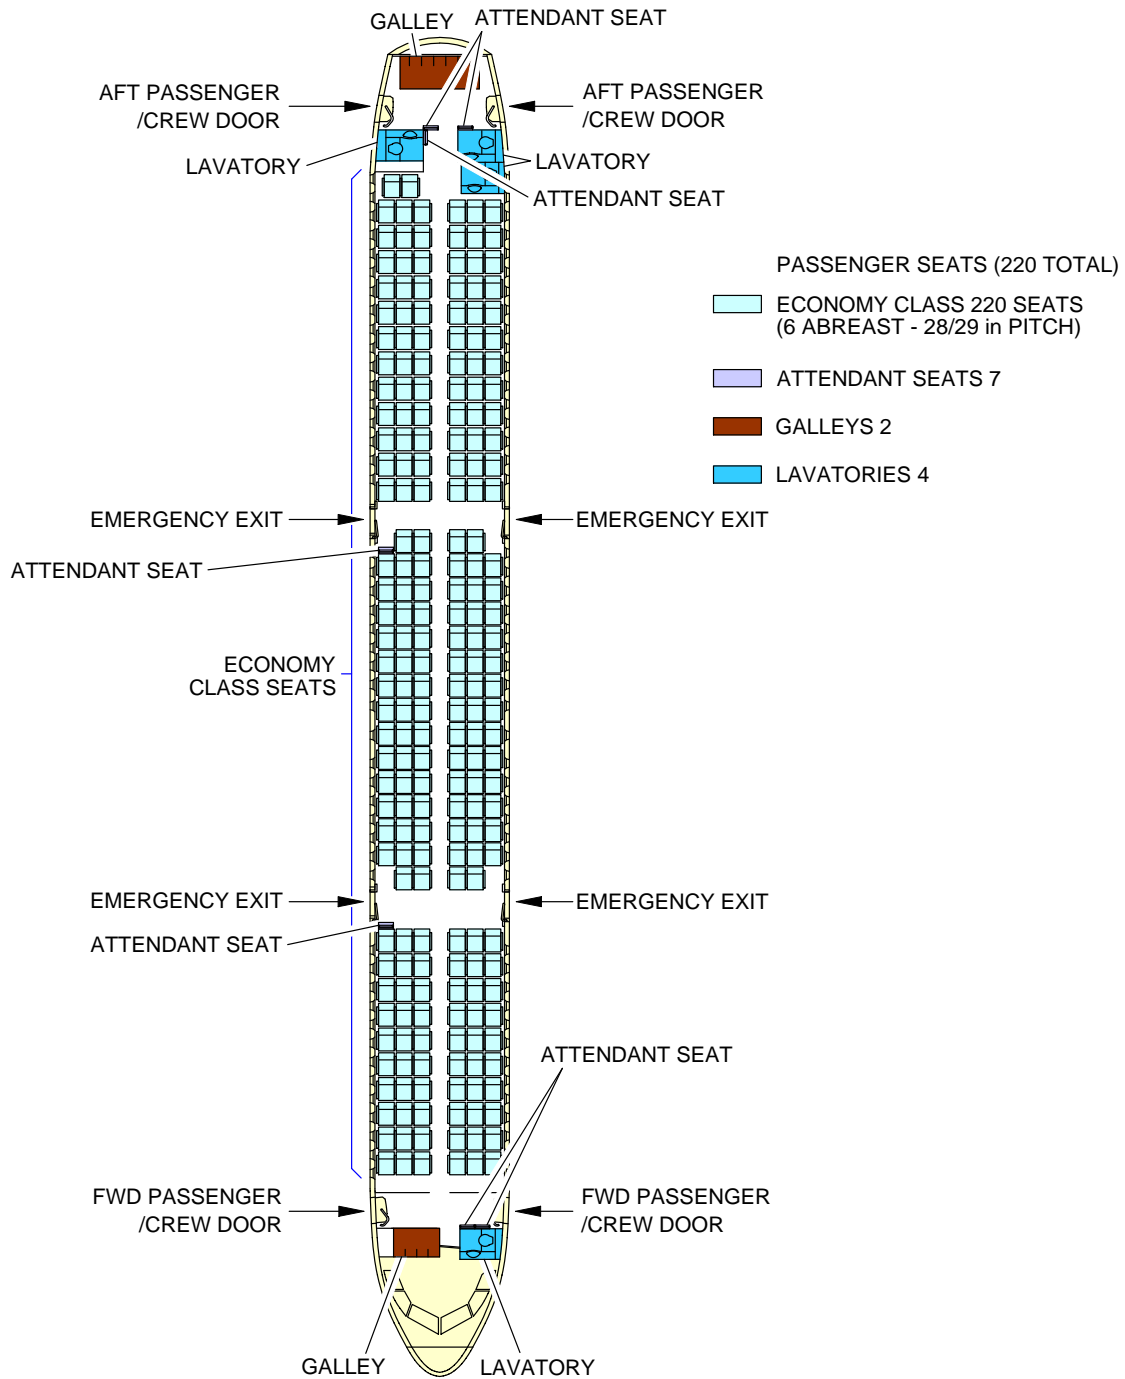 GALLEY
ATTENDANT SEAT
AFT PASSENGER
/CREW DOOR
AFT PASSENGER
/CREW DOOR
LAVATORY
LAVATORY
ATTENDANT SEAT
PASSENGER SEATS (220 TOTAL)
ECONOMY CLASS 220 SEATS
(6 ABREAST - 28/29 in PITCH)
ATTENDANT SEATS 7
GALLEYS 2
LAVATORIES 4
EMERGENCY EXIT
EMERGENCY EXIT
ATTENDANT SEAT
ECONOMY
CLASS SEATS
EMERGENCY EXIT
EMERGENCY EXIT
ATTENDANT SEAT
ATTENDANT SEAT
FWD PASSENGER
/CREW DOOR
FWD PASSENGER
/CREW DOOR
GALLEY
LAVATORY